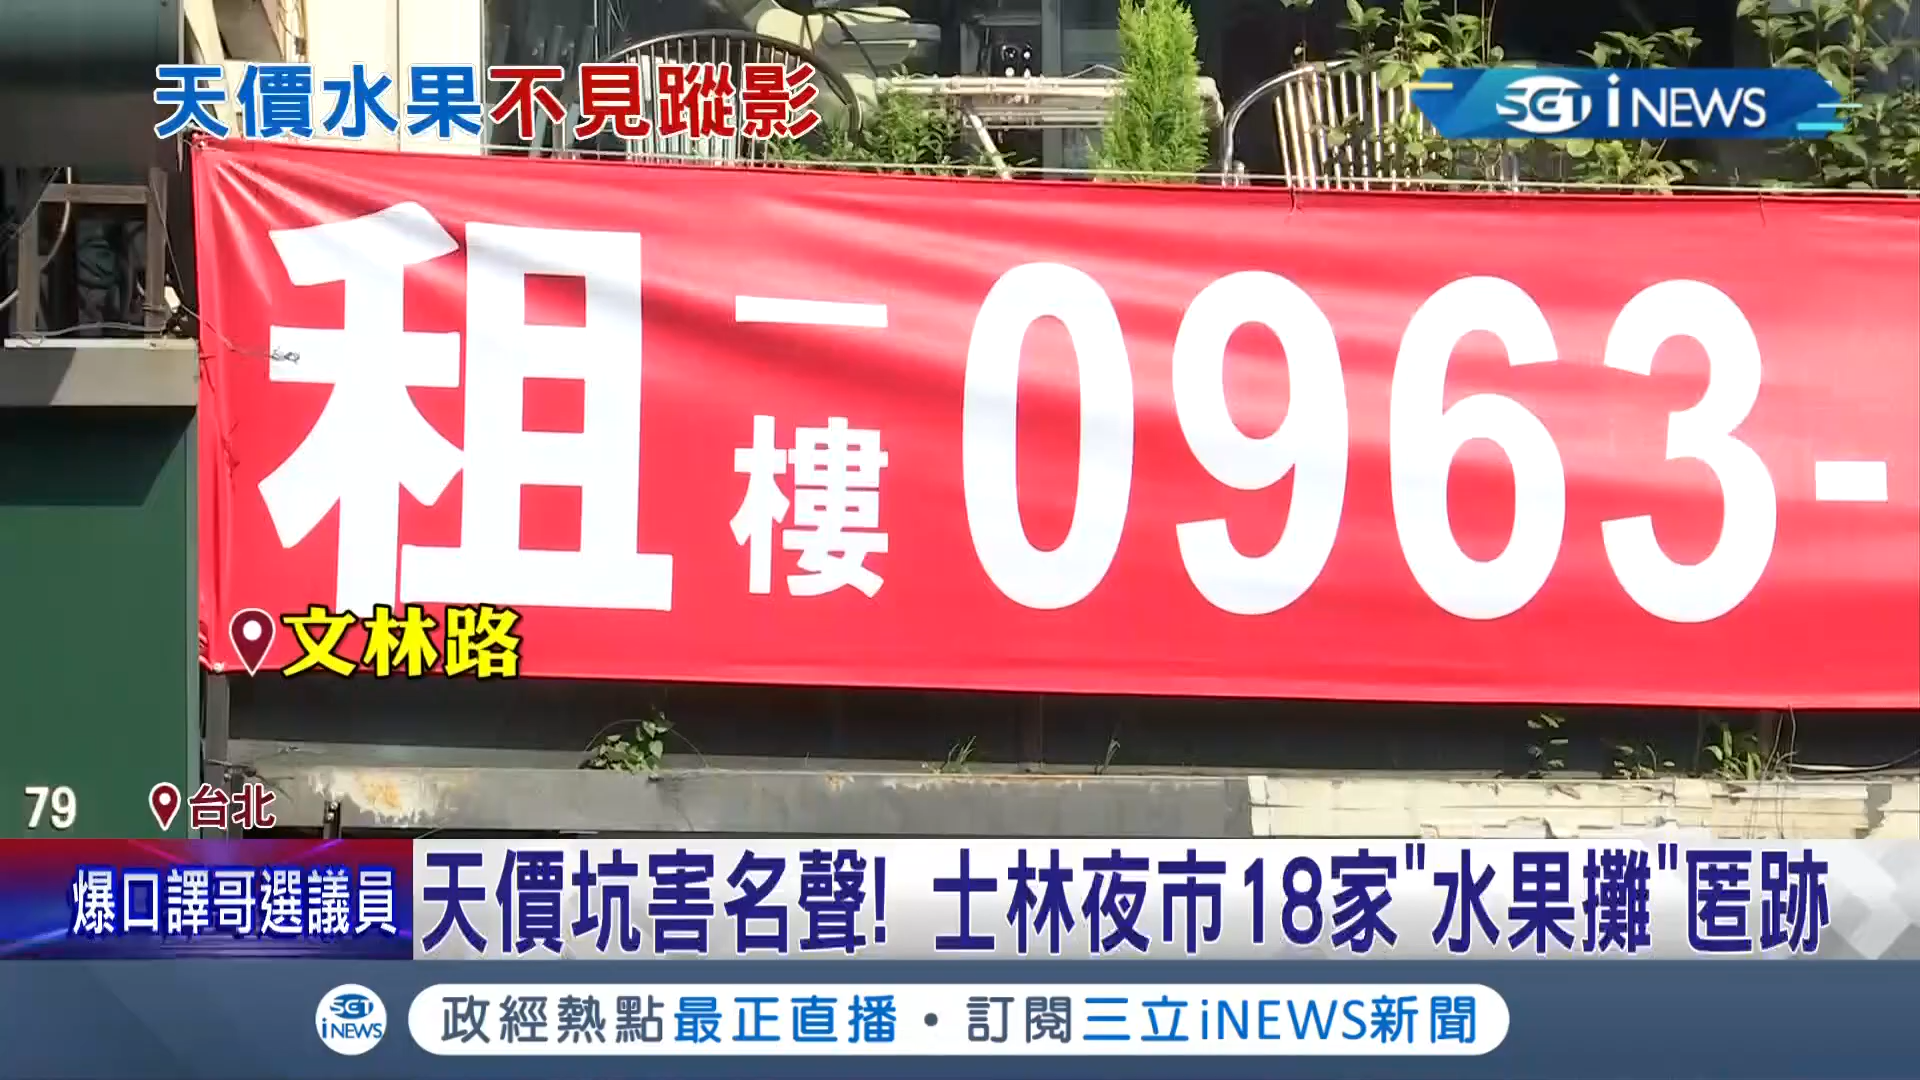 天價水果不見蹤影
SET iNEWS
租 一樓 0963-
文林路
79
台北
爆口譯哥選議員
天價坑害名聲! 士林夜市18家"水果攤"匿跡
SET iNEWS
政經熱點最正直播・訂閱三立iNEWS新聞